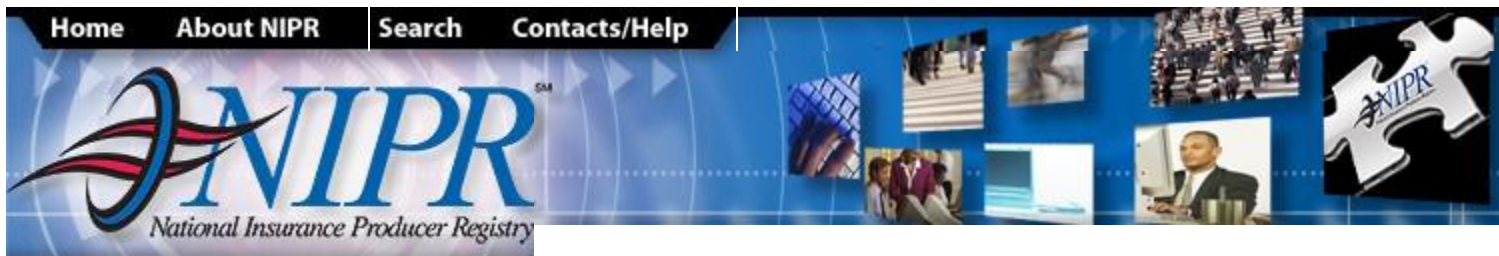 Home About NIPR Search Contacts/Help
NIPR SM
National Insurance Producer Registry
NIPR